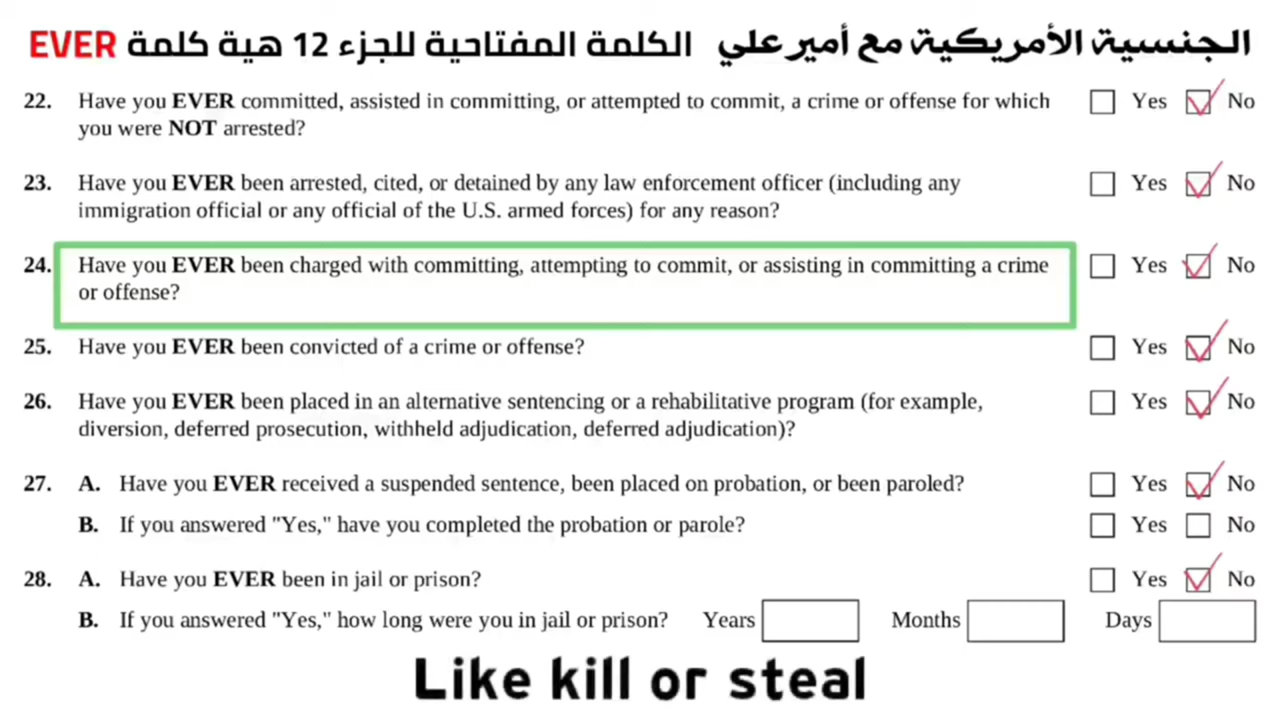 الجنسية الأمريكية مع أمير علي الكلمة المفتاحية للجزء 12 هية كلمة EVER
22. Have you EVER committed, assisted in committing, or attempted to commit, a crime or offense for which Yes No
you were NOT arrested?
23. Have you EVER been arrested, cited, or detained by any law enforcement officer (including any Yes No
immigration official or any official of the U.S. armed forces) for any reason?
24. Have you EVER been charged with committing, attempting to commit, or assisting in committing a crime Yes No
or offense?
25. Have you EVER been convicted of a crime or offense? Yes No
26. Have you EVER been placed in an alternative sentencing or a rehabilitative program (for example, Yes No
diversion, deferred prosecution, withheld adjudication, deferred adjudication)?
27. A. Have you EVER received a suspended sentence, been placed on probation, or been paroled? Yes No
B. If you answered "Yes," have you completed the probation or parole? Yes No
28. A. Have you EVER been in jail or prison? Yes No
B. If you answered "Yes," how long were you in jail or prison? Years Months Days
Like kill or steal